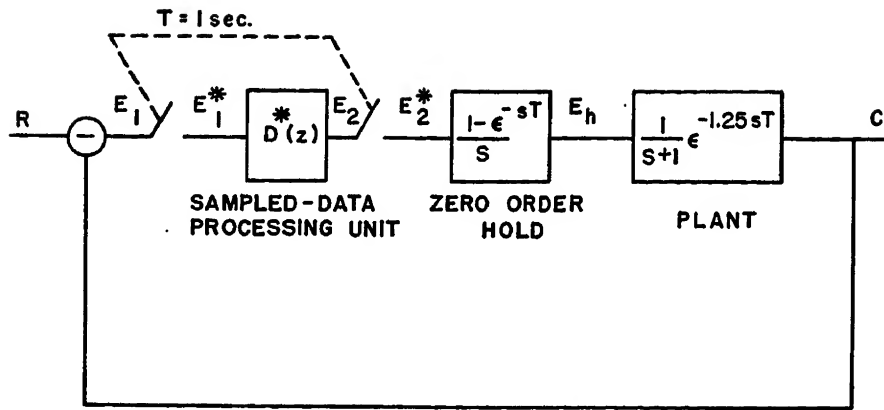 T = 1 sec.
R
E₁
E₁*
D*(z)
E₂
E₂*
1-ϵ^-sT
S
E_h
1
S+1
ϵ^-1.25sT
C
SAMPLED-DATA
PROCESSING UNIT
ZERO ORDER
HOLD
PLANT